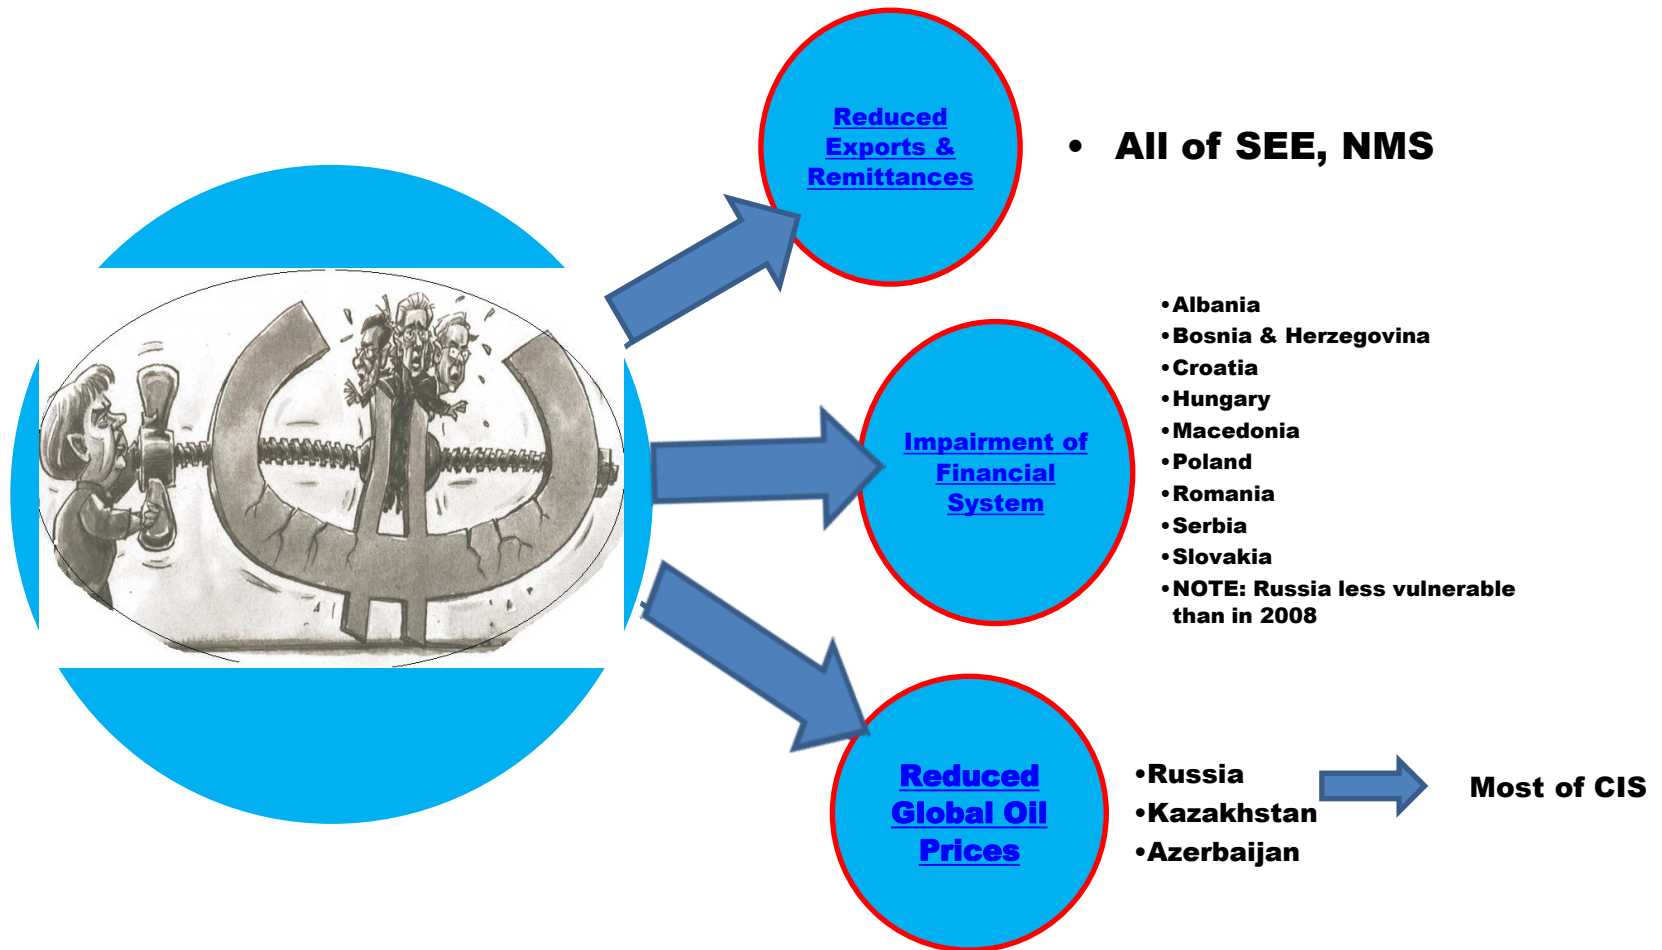 Reduced
Exports &
Remittances
• All of SEE, NMS
Impairment of
Financial
System
•Albania
•Bosnia & Herzegovina
•Croatia
•Hungary
•Macedonia
•Poland
•Romania
•Serbia
•Slovakia
•NOTE: Russia less vulnerable
than in 2008
Reduced
Global Oil
Prices
•Russia
•Kazakhstan
•Azerbaijan
Most of CIS